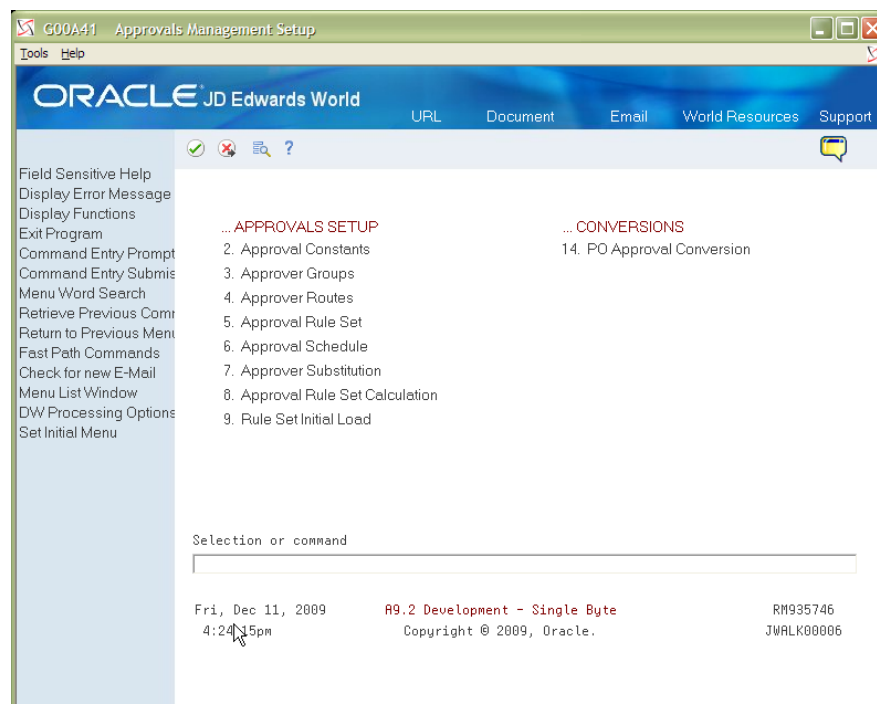 G00A41 Approvals Management Setup
Tools Help
ORACLE JD Edwards World
URL Document Email World Resources Support
?
Field Sensitive Help
Display Error Message
Display Functions
Exit Program
Command Entry Prompt
Command Entry Submis
Menu Word Search
Retrieve Previous Com
Return to Previous Menu
Fast Path Commands
Check for new E-Mail
Menu List Window
DW Processing Options
Set Initial Menu
... APPROVALS SETUP
2. Approval Constants
3. Approver Groups
4. Approver Routes
5. Approval Rule Set
6. Approval Schedule
7. Approver Substitution
8. Approval Rule Set Calculation
9. Rule Set Initial Load
... CONVERSIONS
14. PO Approval Conversion
Selection or command
Fri, Dec 11, 2009 A9.2 Development - Single Byte RM935746
4:24:15pm Copyright © 2009, Oracle. JWALK00006